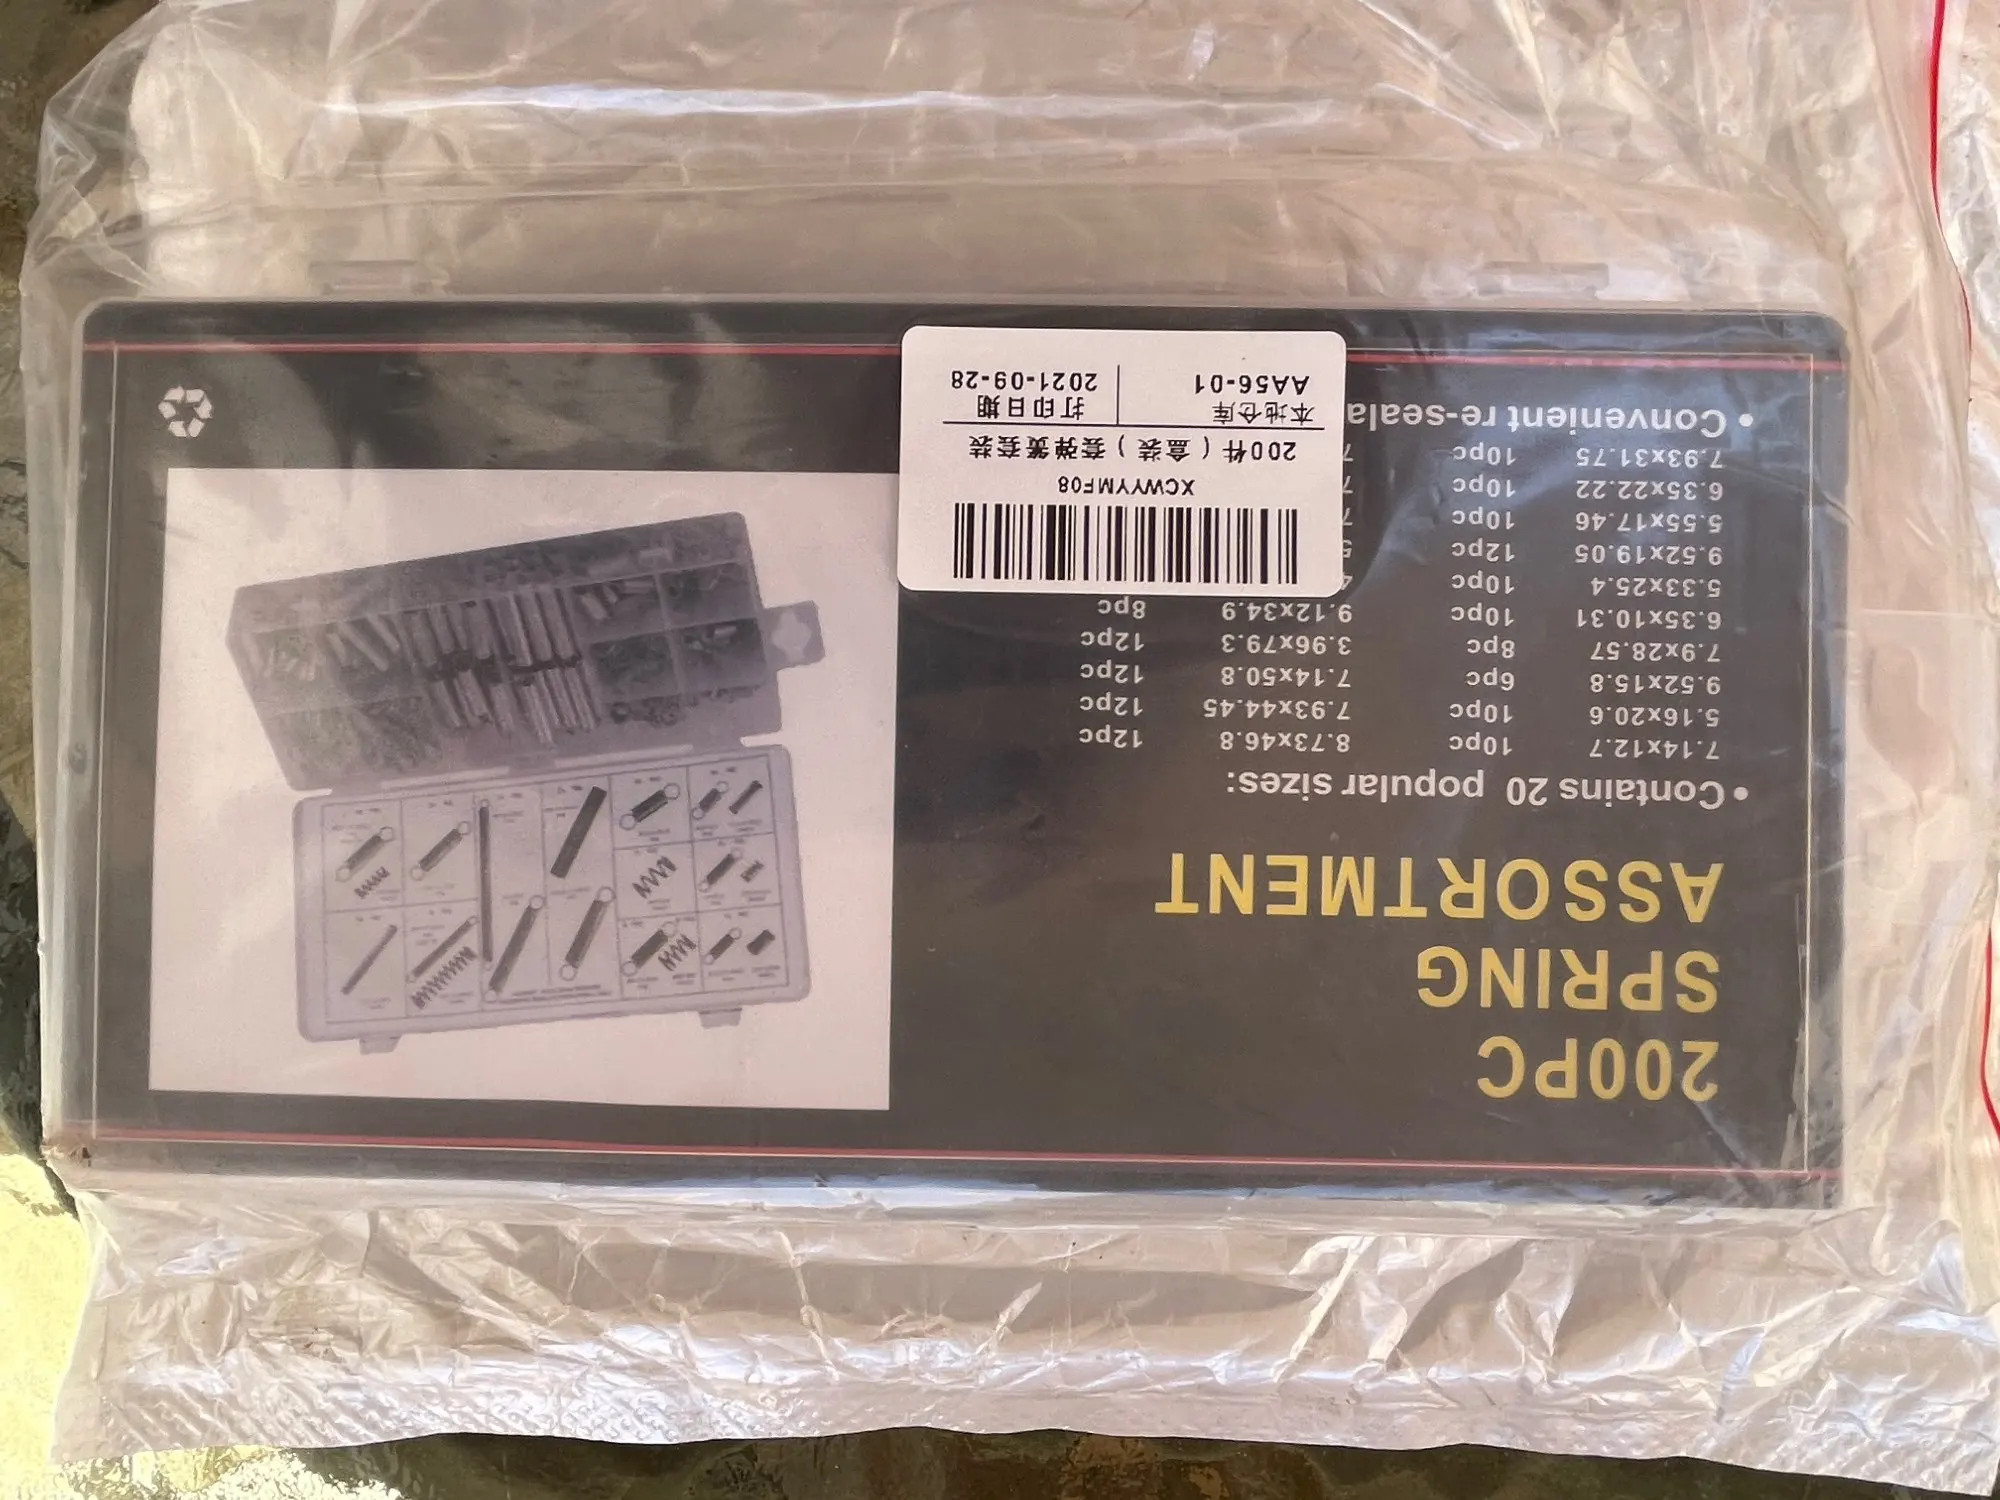 200PC
SPRING
ASSORTMENT
• Contains 20 popular sizes:
7.14x12.7 10pc 8.73x46.8 12pc
5.16x20.6 10pc 7.93x44.45 12pc
9.52x15.8 6pc 7.14x50.8 12pc
7.9x28.57 8pc 3.96x79.3 12pc
6.35x10.31 10pc 9.12x34.9 8pc
5.33x25.4 10pc
9.52x19.05 12pc
5.55x17.46 10pc
6.35x22.22 10pc
7.93x31.75 10pc
• Convenient re-seala
XCWYYMF08
200件(盒装)套弹簧套装
本地仓库 打印日期
AA56-01 2021-09-28